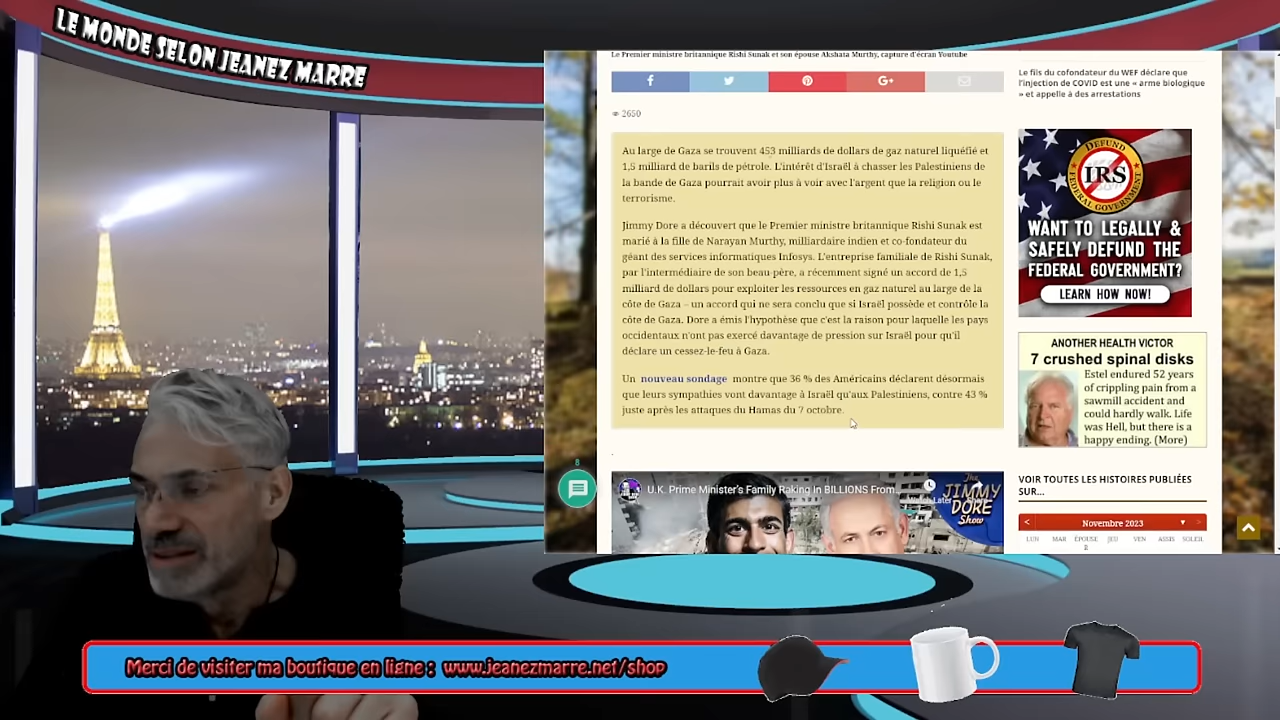 LE MONDE SELON JEANEZ MARRE
Le Premier ministre britannique Rishi Sunak et son épouse Akshata Murthy, capture d'écran Youtube
2650
Au large de Gaza se trouvent 453 milliards de dollars de gaz naturel liquéfié et
1,5 milliard de barils de pétrole. L'intérêt d'Israël à chasser les Palestiniens de
la bande de Gaza pourrait avoir plus à voir avec l'argent que la religion ou le
terrorisme.
Jimmy Dore a découvert que le Premier ministre britannique Rishi Sunak est
marié à la fille de Narayan Murthy, milliardaire indien et co-fondateur du
géant des services informatiques Infosys. L'entreprise familiale de Rishi Sunak,
par l'intermédiaire de son beau-père, a récemment signé un accord de 1,5
milliard de dollars pour exploiter les ressources en gaz naturel au large de la
côte de Gaza – un accord qui ne sera conclu que si Israël possède et contrôle la
côte de Gaza. Dore a émis l'hypothèse que c'est la raison pour laquelle les pays
occidentaux n'ont pas exercé davantage de pression sur Israël pour qu'il
déclare un cessez-le-feu à Gaza.
Un nouveau sondage montre que 36 % des Américains déclarent désormais
que leurs sympathies vont davantage à Israël qu'aux Palestiniens, contre 43 %
juste après les attaques du Hamas du 7 octobre.
8
U.K. Prime Minister's Family Raking In BILLIONS From...
Watch Later
The
JIMMY
DORE
Show
Le fils du cofondateur du WEF déclare que
l'injection de COVID est une « arme biologique
» et appelle à des arrestations
DEFUND
IRS
FEDERAL GOVERNMENT
WANT TO LEGALLY &
SAFELY DEFUND THE
FEDERAL GOVERNMENT?
LEARN HOW NOW!
ANOTHER HEALTH VICTOR
7 crushed spinal disks
Estel endured 52 years
of crippling pain from a
sawmill accident and
could hardly walk. Life
was Hell, but there is a
happy ending. (More)
VOIR TOUTES LES HISTOIRES PUBLIÉES
SUR...
< Novembre 2023 ▼ >
LUN MAR ÉPOUSE JEU VEN ASSIS SOLEIL
Merci de visiter ma boutique en ligne : www.jeanezmarre.net/shop